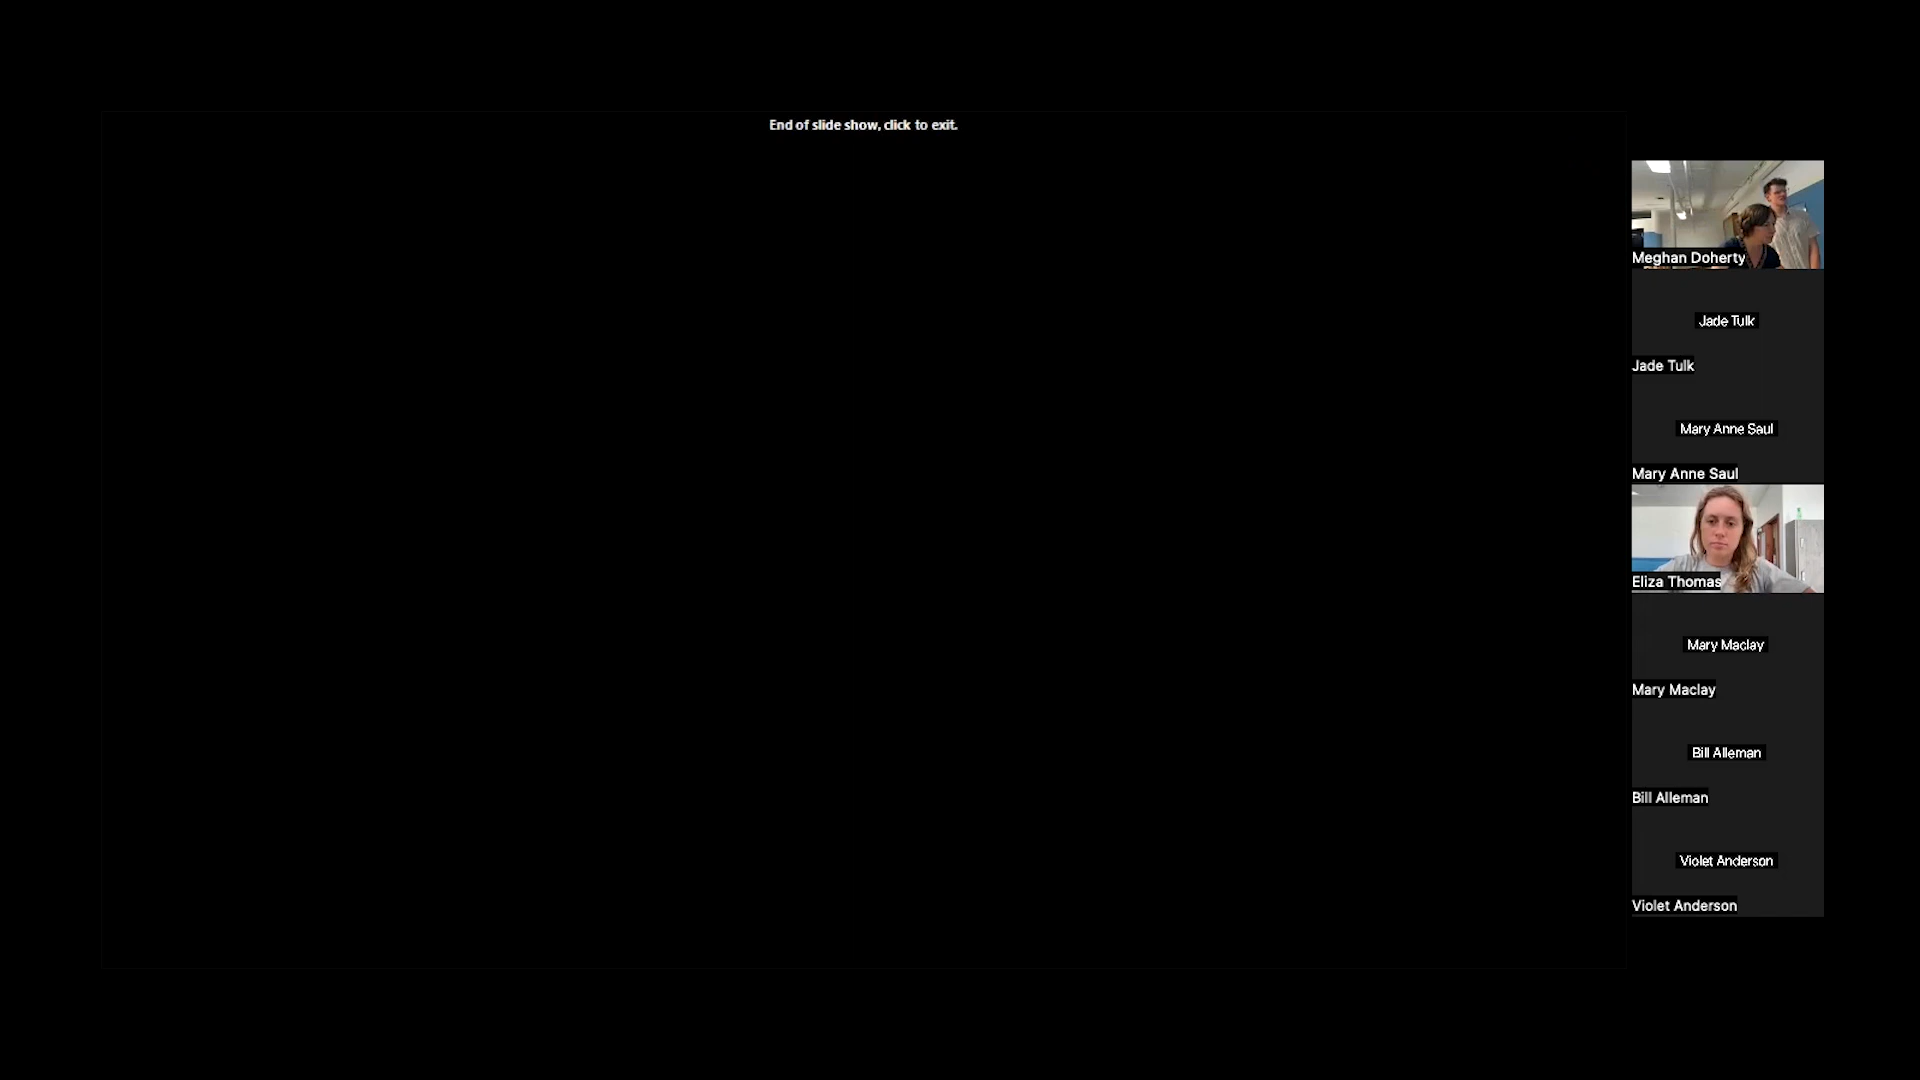 End of slide show, click to exit.
Meghan Doherty
Jade Tulk
Jade Tulk
Mary Anne Saul
Mary Anne Saul
Eliza Thomas
Mary Maclay
Mary Maclay
Bill Alleman
Bill Alleman
Violet Anderson
Violet Anderson